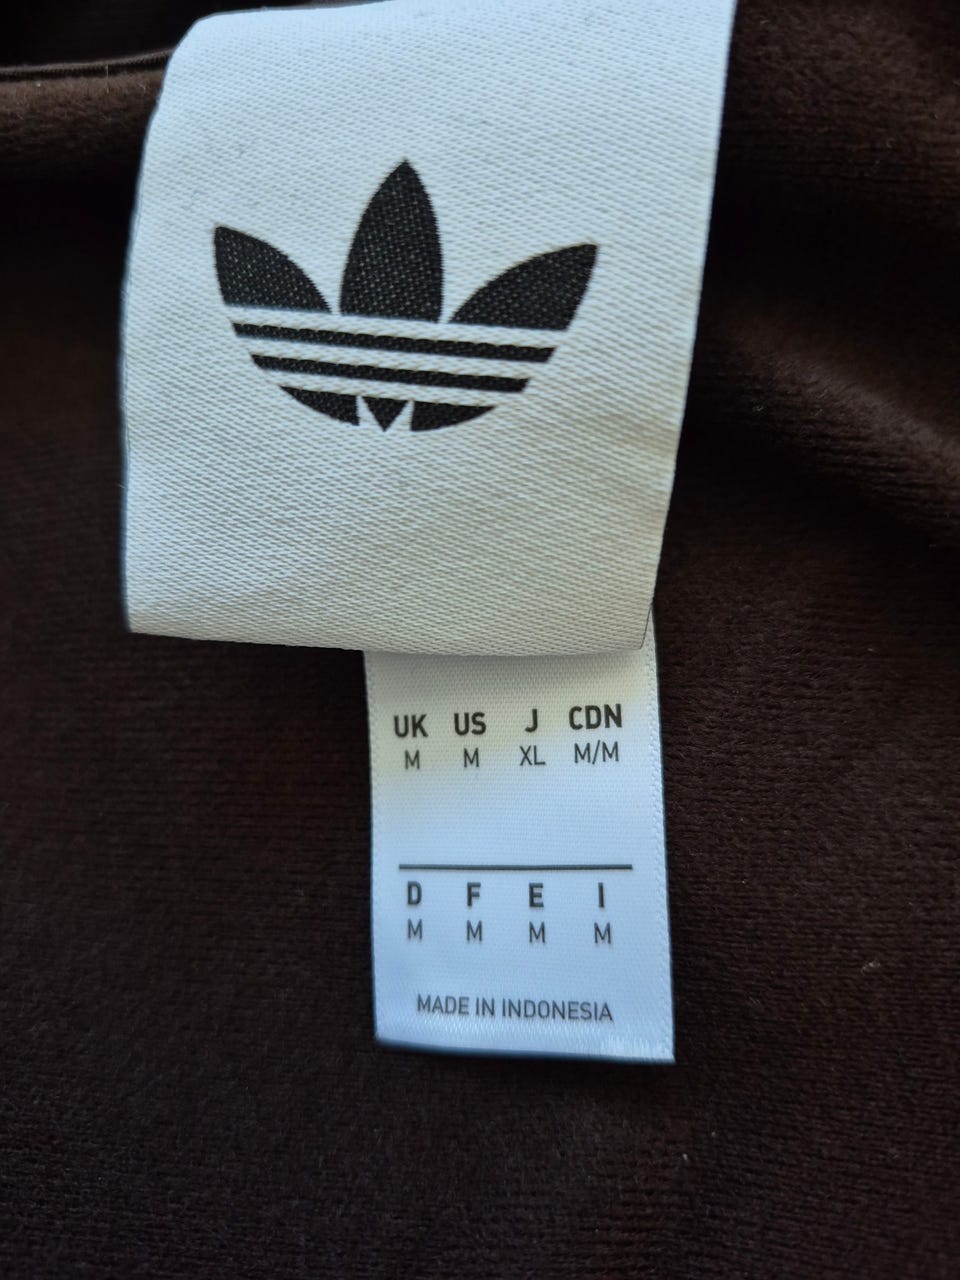 UK US J CDN
M M XL M/M
D F E I
M M M M
MADE IN INDONESIA